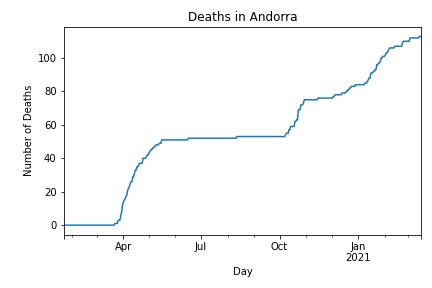 Deaths in Andorra
Number of Deaths
100
80
60
40
20
0
Apr
Jul
Oct
Jan
2021
Day